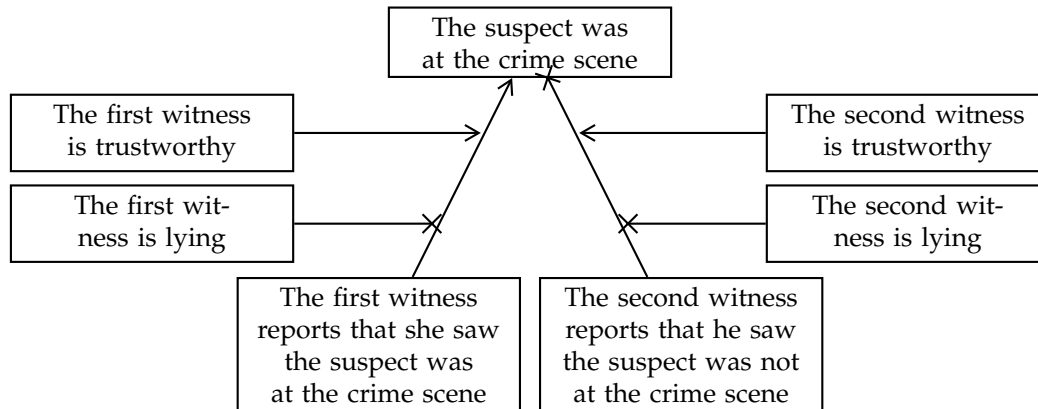 The suspect was
at the crime scene
The first witness
is trustworthy
The second witness
is trustworthy
The first wit-
ness is lying
The second wit-
ness is lying
The first witness
reports that she saw
the suspect was
at the crime scene
The second witness
reports that he saw
the suspect was not
at the crime scene